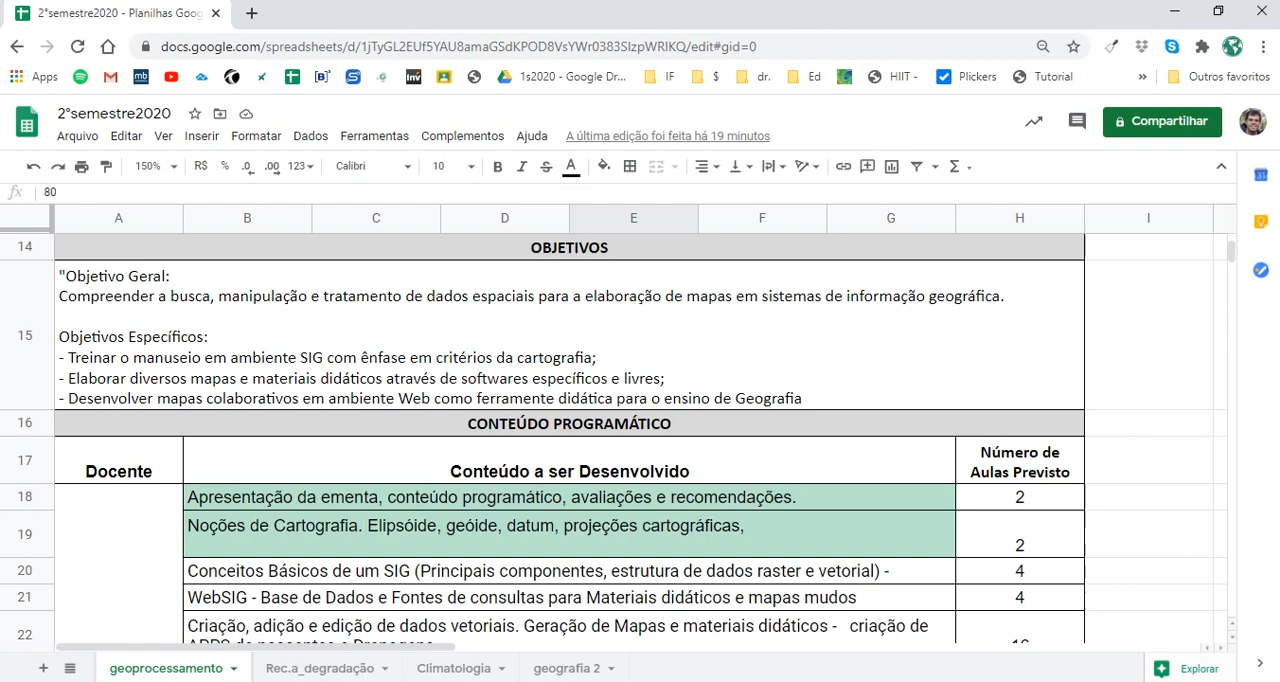 2°semestre2020 - Planilhas Goog
docs.google.com/spreadsheets/d/1jTyGL2EUf5YAU8amaGSdKPOD8VsYWr0383SIzpWRIKQ/edit#gid=0
Apps mb inv 1s2020 - Google Dr... IF $ dr. Ed HIIT - Plickers Tutorial » Outros favoritos
2°semestre2020
Arquivo Editar Ver Inserir Formatar Dados Ferramentas Complementos Ajuda A última edição foi feita há 19 minutos
Compartilhar
150% R$ % .0 .00 123 Calibri 10 B I S A
fx 80
A B C D E F G H I
14 OBJETIVOS
"Objetivo Geral:
Compreender a busca, manipulação e tratamento de dados espaciais para a elaboração de mapas em sistemas de informação geográfica.
15 Objetivos Específicos:
- Treinar o manuseio em ambiente SIG com ênfase em critérios da cartografia;
- Elaborar diversos mapas e materiais didáticos através de softwares específicos e livres;
- Desenvolver mapas colaborativos em ambiente Web como ferramente didática para o ensino de Geografia
16 CONTEÚDO PROGRAMÁTICO
17 Docente Conteúdo a ser Desenvolvido Número de
Aulas Previsto
18 Apresentação da ementa, conteúdo programático, avaliações e recomendações. 2
19 Noções de Cartografia. Elipsóide, geóide, datum, projeções cartográficas,
2
20 Conceitos Básicos de um SIG (Principais componentes, estrutura de dados raster e vetorial) - 4
21 WebSIG - Base de Dados e Fontes de consultas para Materiais didáticos e mapas mudos 4
22 Criação, adição e edição de dados vetoriais. Geração de Mapas e materiais didáticos - criação de
geoprocessamento Rec.a_degradação Climatologia geografia 2 Explorar